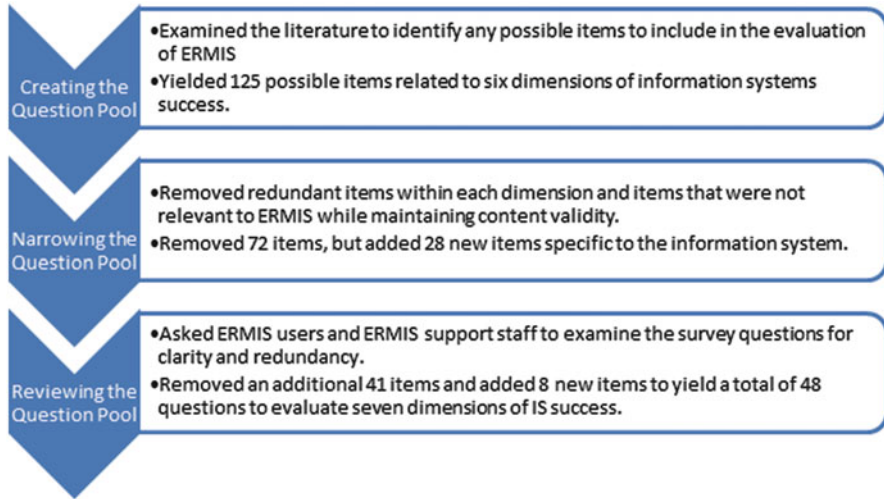 Creating the
Question Pool
•Examined the literature to identify any possible items to include in the evaluation
of ERMIS
•Yielded 125 possible items related to six dimensions of information systems
success.
Narrowing the
Question Pool
•Removed redundant items within each dimension and items that were not
relevant to ERMIS while maintaining content validity.
•Removed 72 items, but added 28 new items specific to the information system.
Reviewing the
Question Pool
•Asked ERMIS users and ERMIS support staff to examine the survey questions for
clarity and redundancy.
•Removed an additional 41 items and added 8 new items to yield a total of 48
questions to evaluate seven dimensions of IS success.